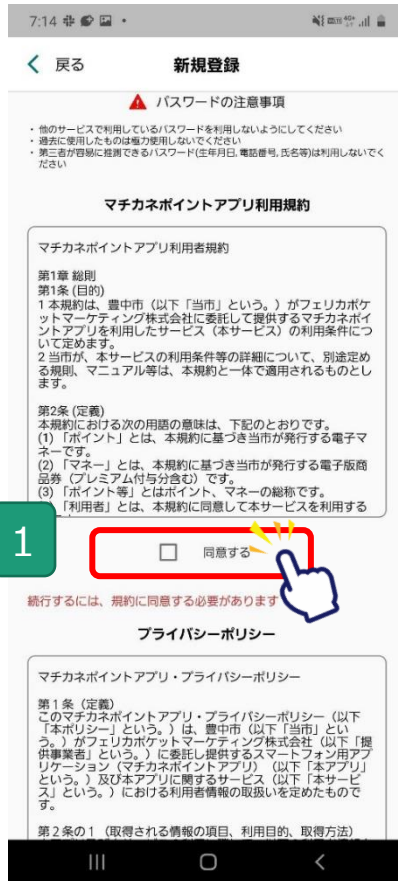 7:14
戻る
新規登録
パスワードの注意事項
・ 他のサービスで利用しているパスワードを利用しないようにしてください
・ 過去に使用したものは極力使用しないでください
・ 第三者が容易に推測できるパスワード(生年月日, 電話番号, 氏名等)は利用しないでく
ださい
マチカネポイントアプリ利用規約
マチカネポイントアプリ利用者規約
第1章 総則
第1条 (目的)
1 本規約は、豊中市（以下「当市」という。）がフェリカポケ
ットマーケティング株式会社に委託して提供するマチカネポイ
ントアプリを利用したサービス（本サービス）の利用条件につ
いて定めます。
2 当市が、本サービスの利用条件等の詳細について、別途定め
る規則、マニュアル等は、本規約と一体で適用されるものとし
ます。
第2条 (定義)
本規約における次の用語の意味は、下記のとおりです。
(1) 「ポイント」とは、本規約に基づき当市が発行する電子マ
ネーです。
(2) 「マネー」とは、本規約に基づき当市が発行する電子版商
品券（プレミアム付与分含む）です。
(3) 「ポイント等」とはポイント、マネーの総称です。
「利用者」とは、本規約に同意して本サービスを利用する
1
同意する
続行するには、規約に同意する必要があります
プライバシーポリシー
マチカネポイントアプリ・プライバシーポリシー
第１条（定義）
このマチカネポイントアプリ・プライバシーポリシー（以下
「本ポリシー」という。）は、豊中市（以下「当市」とい
う。）がフェリカポケットマーケティング株式会社（以下「提
供事業者」という。）に委託し提供するスマートフォン用アプ
リケーション（マチカネポイントアプリ）（以下「本アプリ」
という。）及び本アプリに関するサービス（以下「本サービ
ス」という。）における利用者情報の取扱いを定めたもので
す。
第２条の１（取得される情報の項目、利用目的、取得方法）